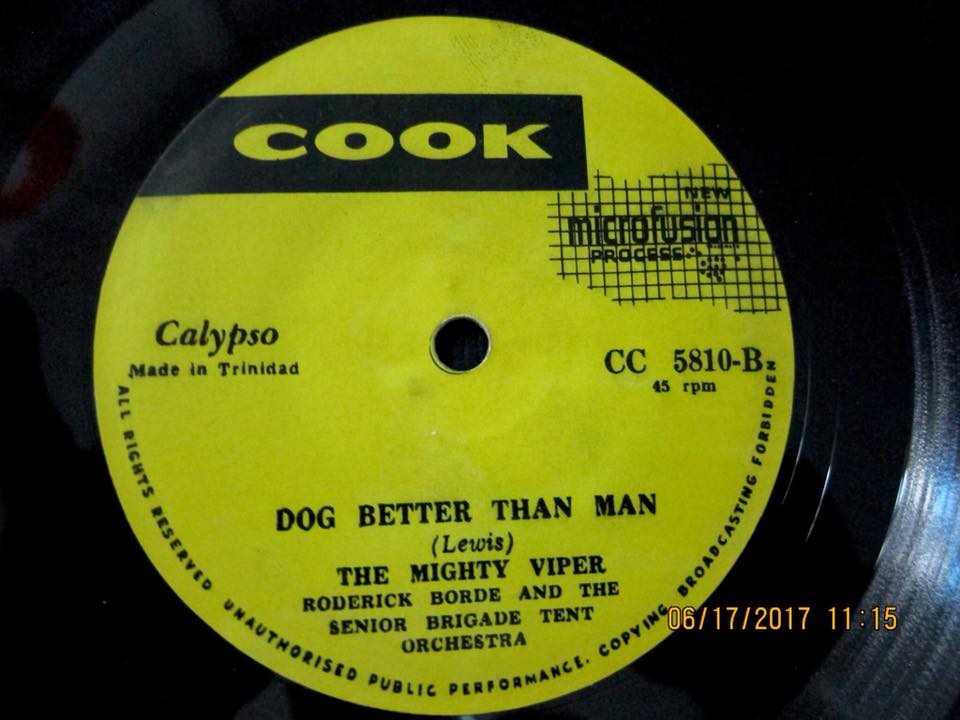 COOK
NEW
microfusion
PROCESS
Calypso
Made in Trinidad
CC 5810-B
45 rpm
DOG BETTER THAN MAN
(Lewis)
THE MIGHTY VIPER
RODERICK BORDE AND THE
SENIOR BRIGADE TENT
ORCHESTRA
ALL RIGHTS RESERVED UNAUTHORISED PUBLIC PERFORMANCE. COPYING BROADCASTING FORBIDDEN
06/17/2017 11:15